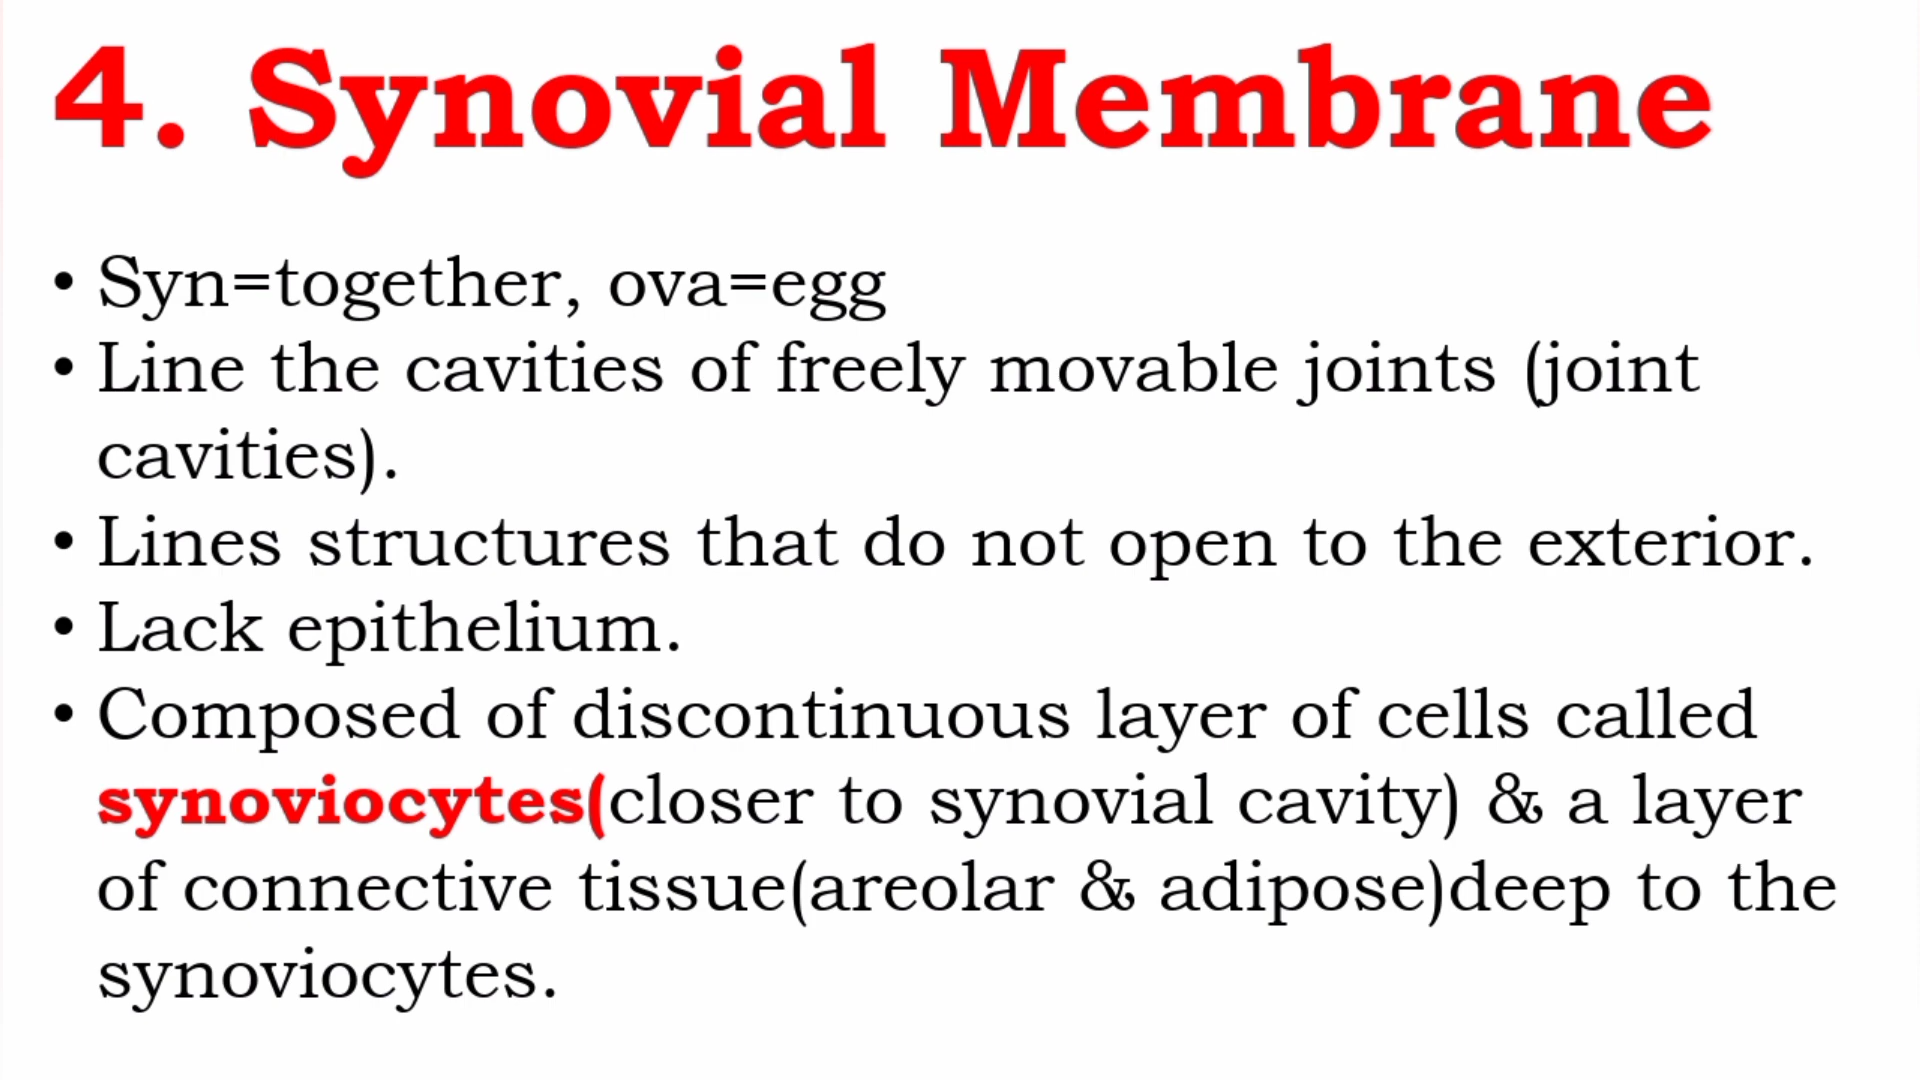 4. Synovial Membrane
• Syn=together, ova=egg
• Line the cavities of freely movable joints (joint
cavities).
• Lines structures that do not open to the exterior.
• Lack epithelium.
• Composed of discontinuous layer of cells called
synoviocytes(closer to synovial cavity) & a layer
of connective tissue(areolar & adipose)deep to the
synoviocytes.